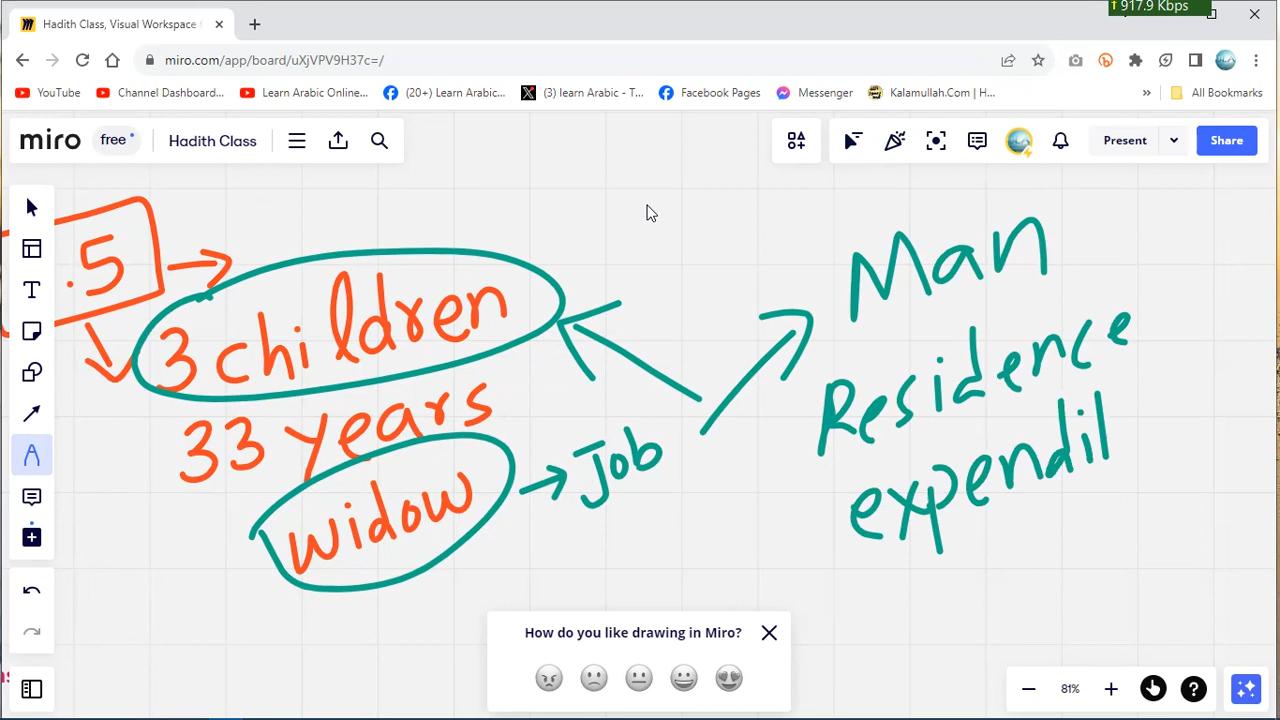 917.9 Kbps
Hadith Class, Visual Workspace
miro.com/app/board/uXjVPV9H37c=/
YouTube
Channel Dashboard...
Learn Arabic Online...
(20+) Learn Arabic...
(3) learn Arabic - T...
Facebook Pages
Messenger
Kalamullah.Com | H...
»
All Bookmarks
miro
free
Hadith Class
Present
Share
.5
3 children
33 years
widow
Job
Man
Residence
expendil
How do you like drawing in Miro?
81%